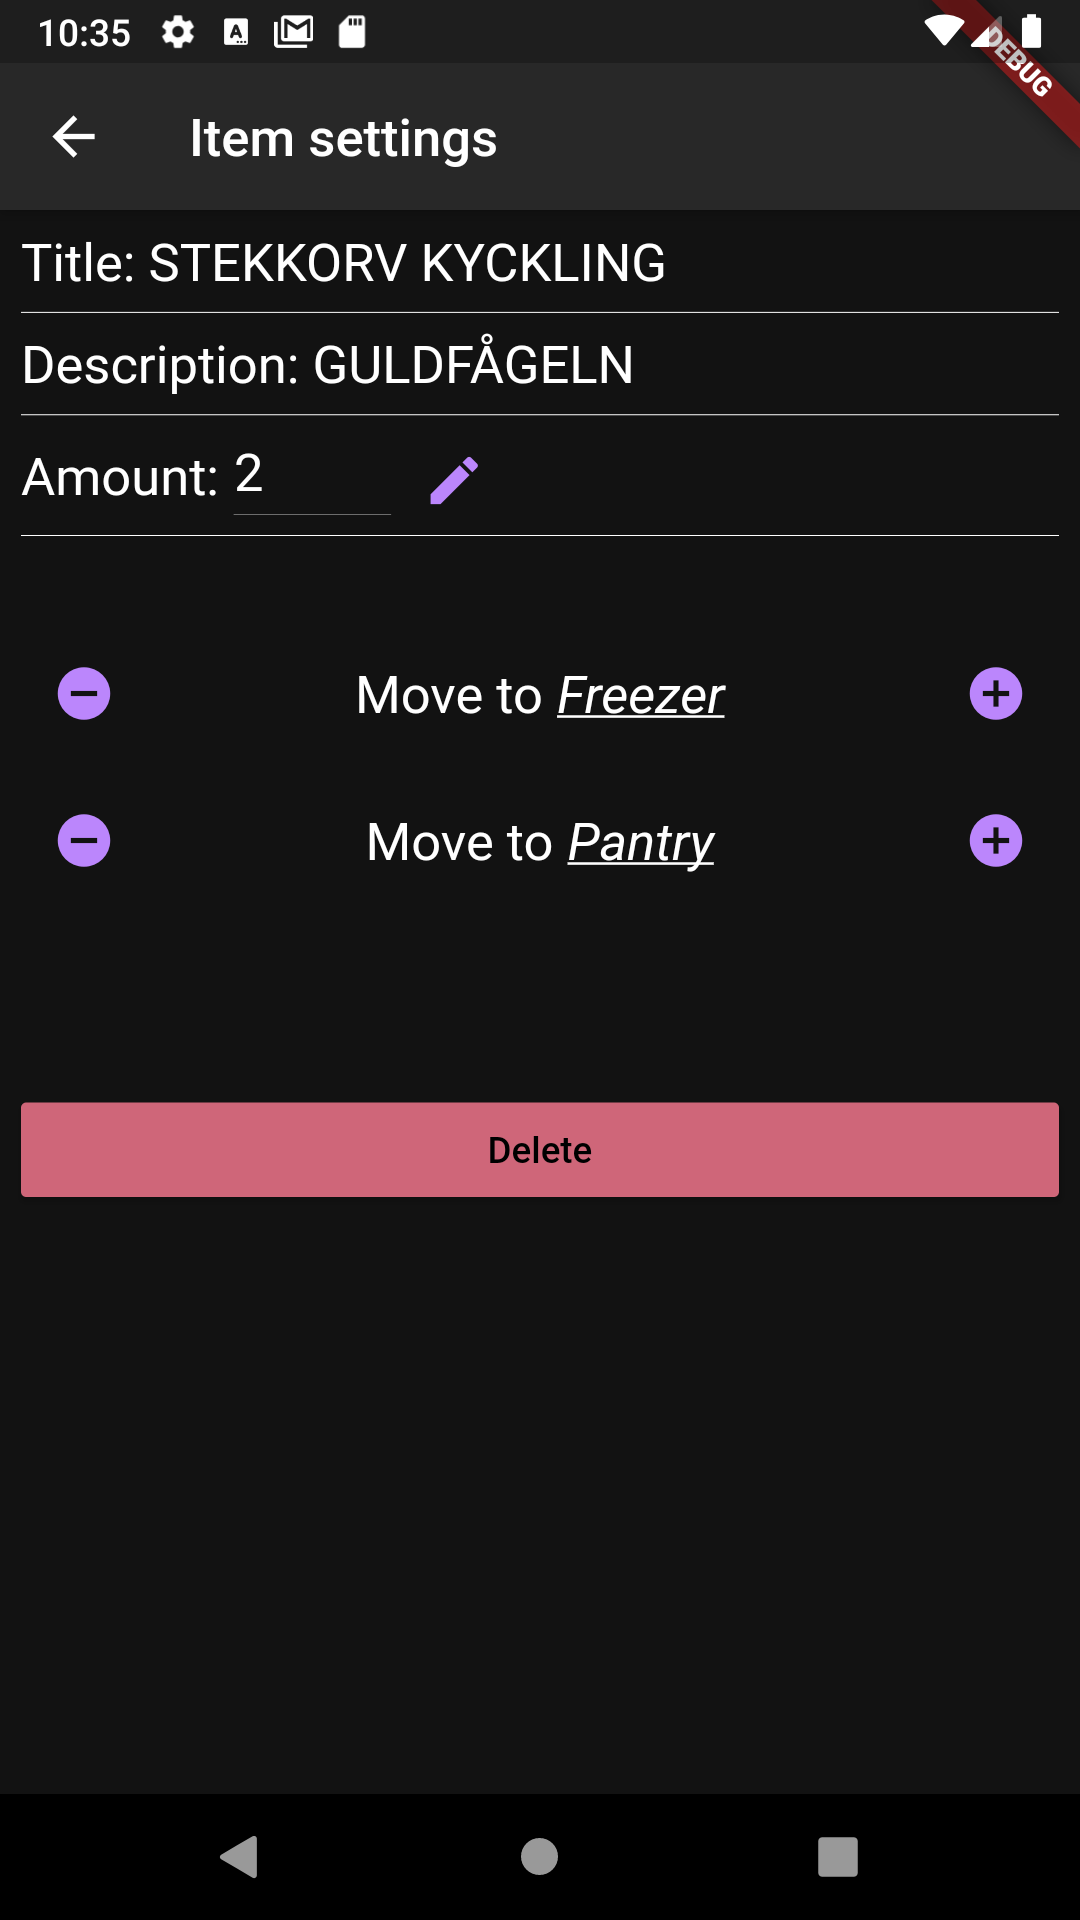 10:35
DEBUG
Item settings
Title: STEKKORV KYCKLING
Description: GULDFÅGELN
Amount: 2
Move to Freezer
Move to Pantry
Delete